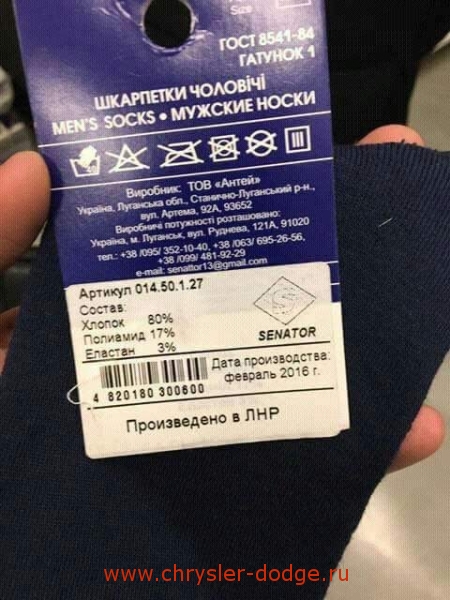 Size
ГОСТ 8541-84
ГАТУНОК 1
ШКАРПЕТКИ ЧОЛОВІЧІ
MEN'S SOCKS • МУЖСКИЕ НОСКИ
40
Виробник: ТОВ «Антей»
Україна, Луганська обл., Станично-Луганський р-н.,
вул. Артема, 92А, 93652
Виробничі потужності розташовано:
Україна, м. Луганськ, вул. Руднева, 121А, 91020
тел.: +38 /095/ 352-10-40, +38 /063/ 695-26-56,
+38 /099/ 481-92-29
e-mail: senattor13@gmail.com
Артикул 014.50.1.27
Состав:
Хлопок 80%
Полиамид 17%
Еластан 3%
S
SENATOR
4 820180 300600
Дата производства:
февраль 2016 г.
Произведено в ЛНР
www.chrysler-dodge.ru